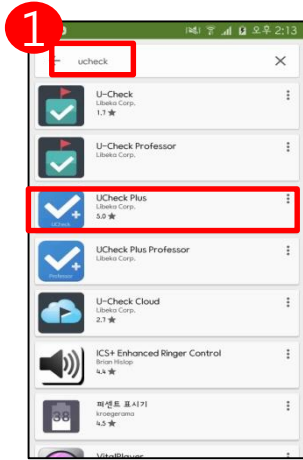 1
오후 2:13
ucheck
U-Check
Libeka Corp.
1.7 ★
U-Check Professor
Libeka Corp.
UCheck Plus
Libeka Corp.
5.0 ★
UCheck
UCheck Plus Professor
Libeka Corp.
Professor
U-Check Cloud
Libeka Corp.
2.7 ★
ICS+ Enhanced Ringer Control
Brian Hislop
4.4 ★
퍼센트 표시기
kroegerama
4.5 ★
38
VitalPlayer